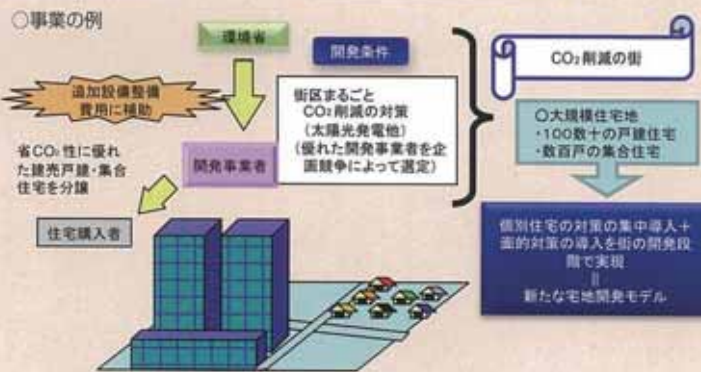 ○事業の例
環境省
追加設備整備
費用に補助
開発条件
街区まるごと
CO₂削減の対策
(太陽光発電他)
(優れた開発事業者を企
画競争によって選定)
省CO₂性に優れ
た建売戸建・集合
住宅を分譲
開発事業者
住宅購入者
CO₂削減の街
○大規模住宅地
・100数十の戸建住宅
・数百戸の集合住宅
個別住宅の対策の集中導入+
面的対策の導入を街の開発段
階で実現
||
新たな宅地開発モデル